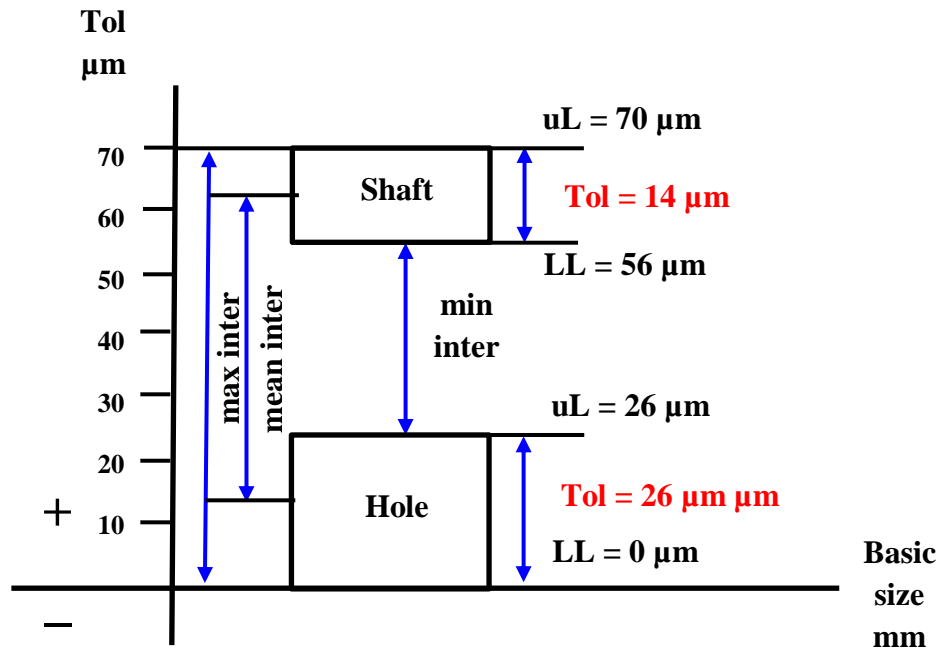 Tol
µm
uL = 70 µm
70
Shaft
Tol = 14 µm
60
LL = 56 µm
50
max inter
mean inter
min
inter
40
30
uL = 26 µm
20
Tol = 26 µm µm
Hole
+
10
LL = 0 µm
Basic
size
mm
–